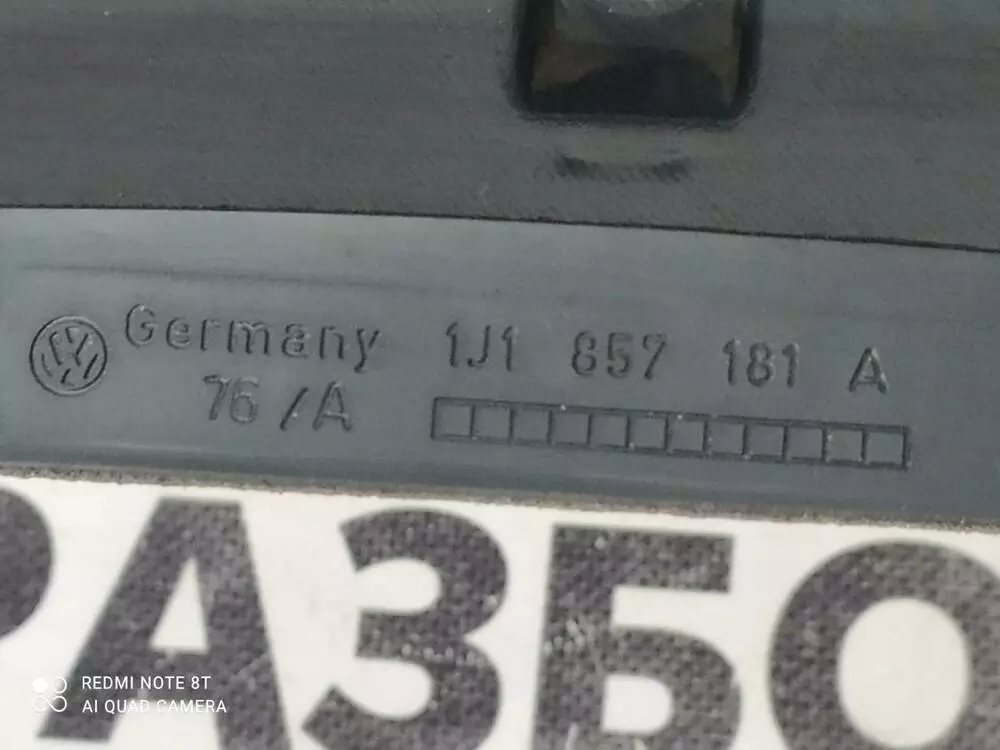 Germany 1J1 857 181 A
76 /A
РАЗБО
REDMI NOTE 8T
AI QUAD CAMERA